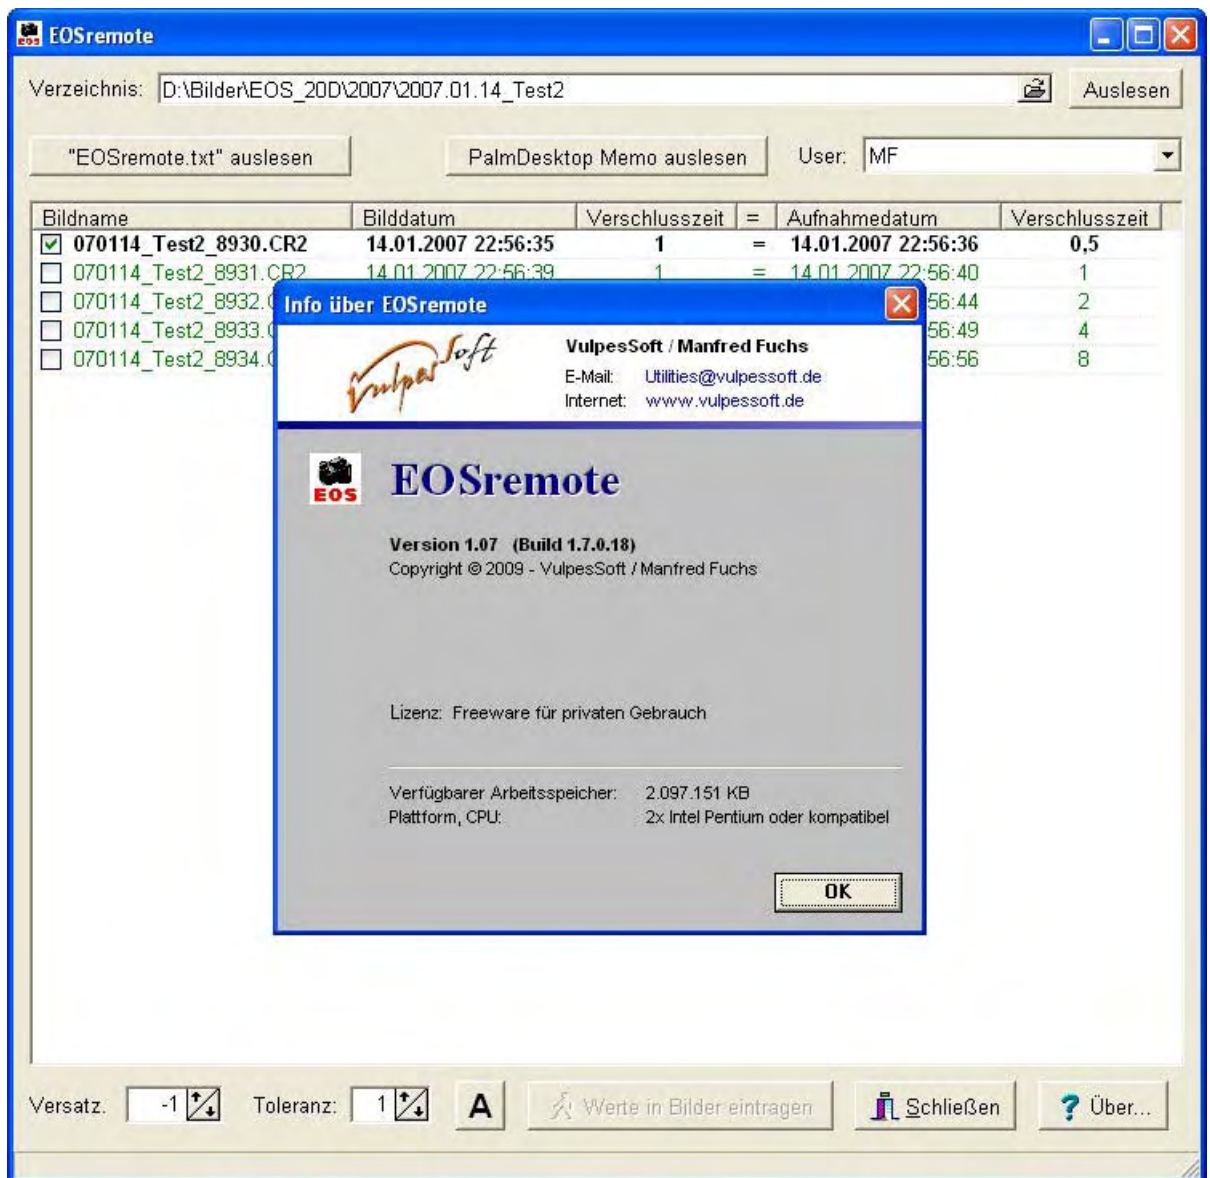 EOSremote
Verzeichnis: D:\Bilder\EOS_20D\2007\2007.01.14_Test2 Auslesen
"EOSremote.txt" auslesen PalmDesktop Memo auslesen User: MF
Bildname Bilddatum Verschlusszeit = Aufnahmedatum Verschlusszeit
070114_Test2_8930.CR2 14.01.2007 22:56:35 1 = 14.01.2007 22:56:36 0,5
070114_Test2_8931.CR2 14.01.2007 22:56:39 1 = 14.01.2007 22:56:40 1
070114_Test2_8932. 56:44 2
070114_Test2_8933. 56:49 4
070114_Test2_8934. 56:56 8
Info über EOSremote
VulpesSoft
VulpesSoft / Manfred Fuchs
E-Mail: Utilities@vulpessoft.de
Internet: www.vulpessoft.de
EOS
EOSremote
Version 1.07 (Build 1.7.0.18)
Copyright © 2009 - VulpesSoft / Manfred Fuchs
Lizenz: Freeware für privaten Gebrauch
Verfügbarer Arbeitsspeicher: 2.097.151 KB
Plattform, CPU: 2x Intel Pentium oder kompatibel
OK
Versatz. -1 Toleranz: 1 A Werte in Bilder eintragen Schließen ? Über...